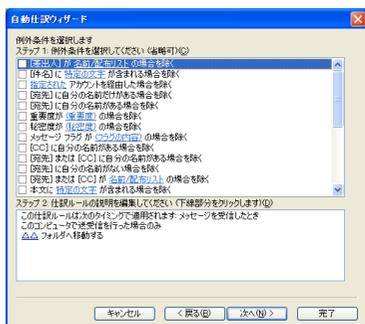 自動仕訳ウィザード
例外条件を選択します
ステップ 1: 例外条件を選択してください (省略可)(C)
[差出人] が 名前/配布リスト の場合を除く
[件名] に 特定の文字 が含まれる場合を除く
指定された アカウントを経由した場合を除く
[宛先] に自分の名前だけがある場合を除く
[宛先] に自分の名前がある場合を除く
重要度が (重要度) の場合を除く
秘密度が (秘密度) の場合を除く
メッセージ フラグ が (フラグの内容) の場合を除く
[CC] に自分の名前がある場合を除く
[宛先] または [CC] に自分の名前がある場合を除く
[宛先] に自分の名前がない場合を除く
[宛先] または [CC] が 名前/配布リスト の場合を除く
本文に 特定の文字 が含まれる場合を除く
ステップ 2: 仕訳ルールの説明を編集してください (下線部分をクリックします)(D)
この仕訳ルールは次のタイミングで適用されます: メッセージを受信したとき
このコンピュータで送受信を行った場合のみ
△△ フォルダへ移動する
キャンセル
< 戻る(B)
次へ(N) >
完了